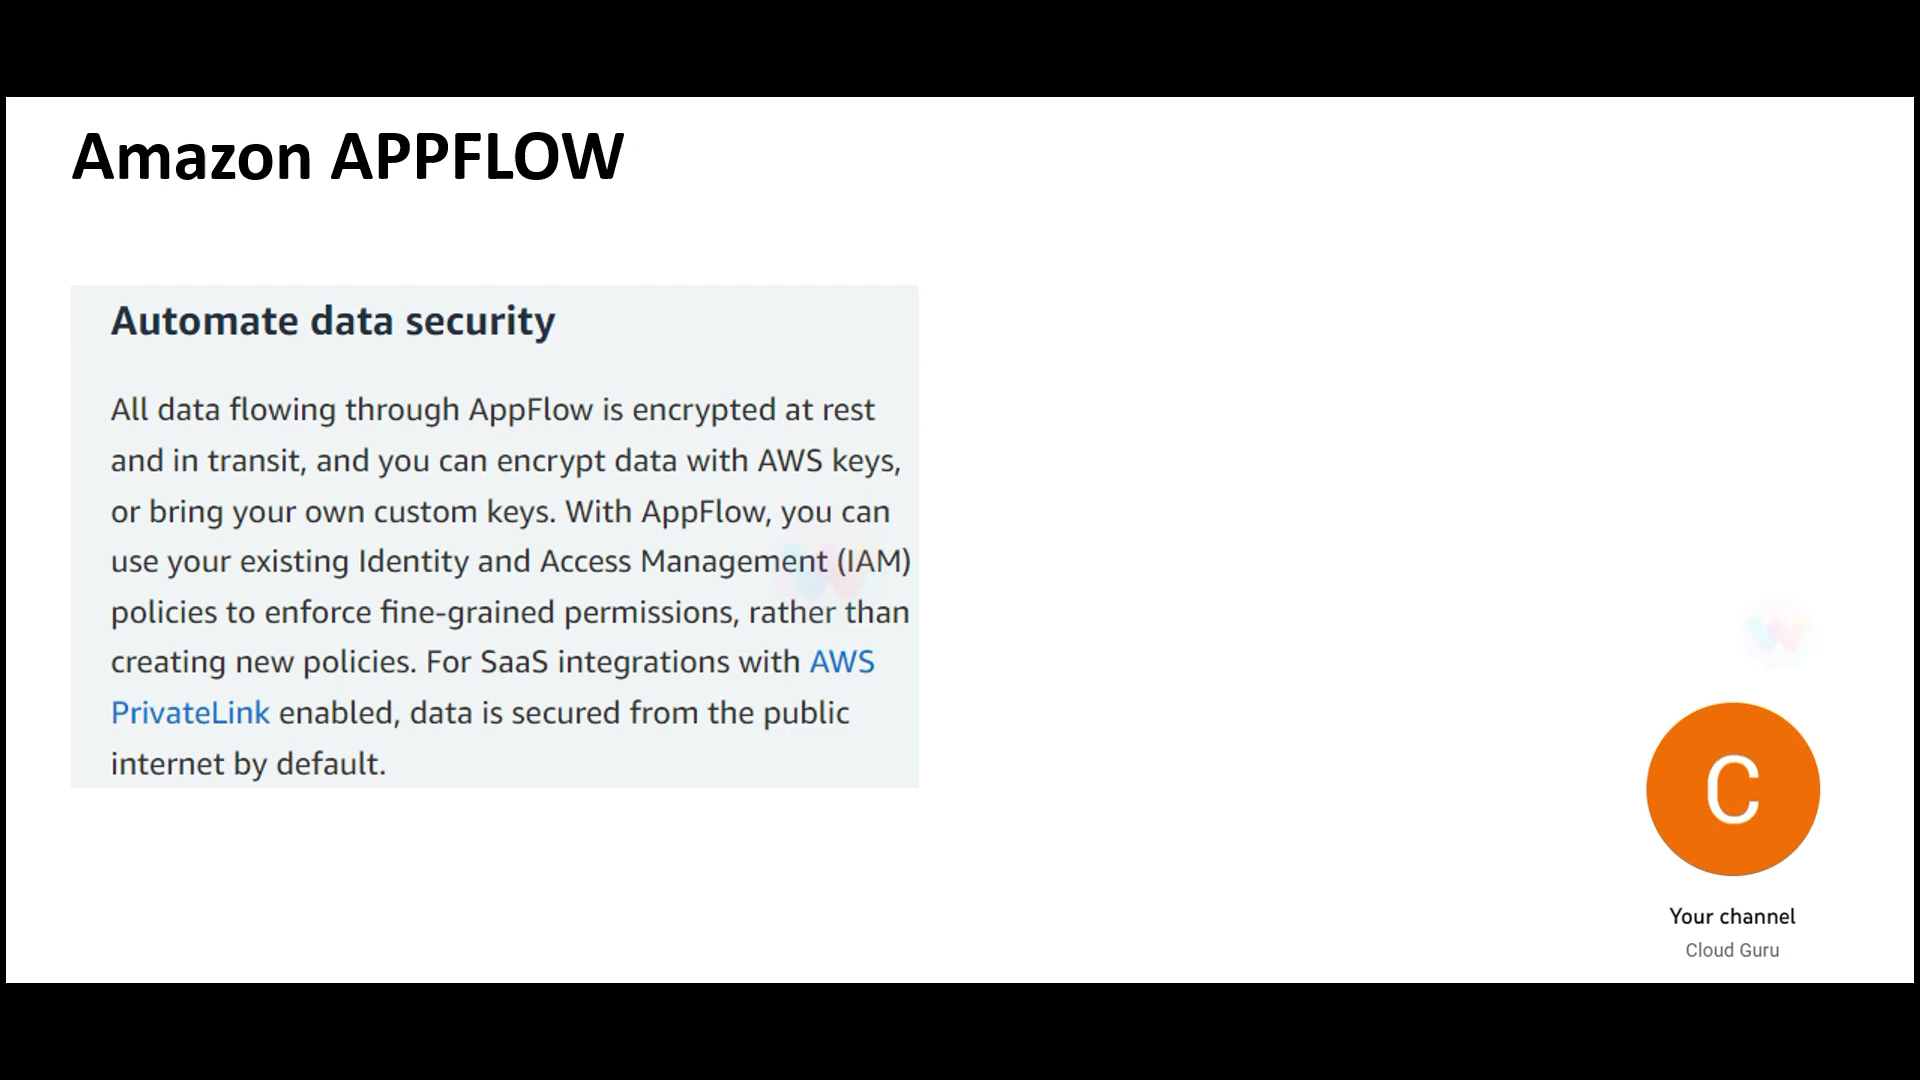 Amazon APPFLOW
Automate data security
All data flowing through AppFlow is encrypted at rest
and in transit, and you can encrypt data with AWS keys,
or bring your own custom keys. With AppFlow, you can
use your existing Identity and Access Management (IAM)
policies to enforce fine-grained permissions, rather than
creating new policies. For SaaS integrations with AWS
PrivateLink enabled, data is secured from the public
internet by default.
C
Your channel
Cloud Guru